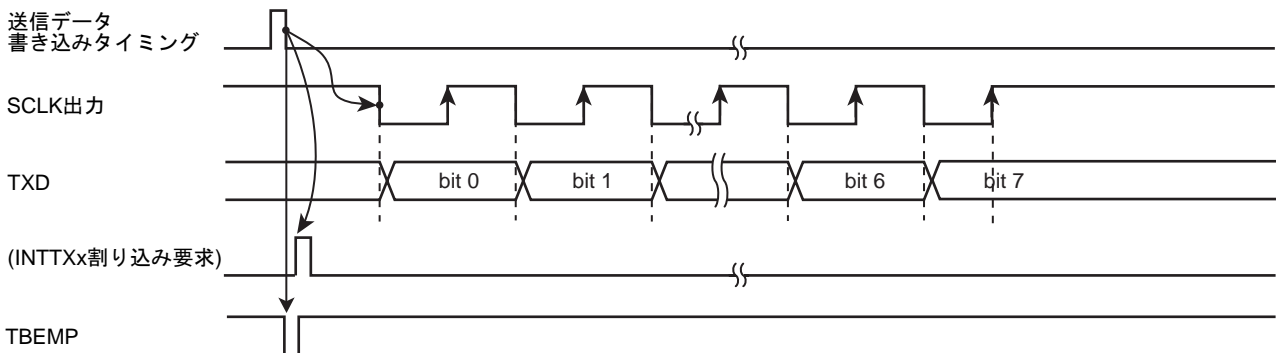 送信データ
書き込みタイミング
SCLK出力
TXD
bit 0
bit 1
bit 6
bit 7
(INTTXx割り込み要求)
TBEMP